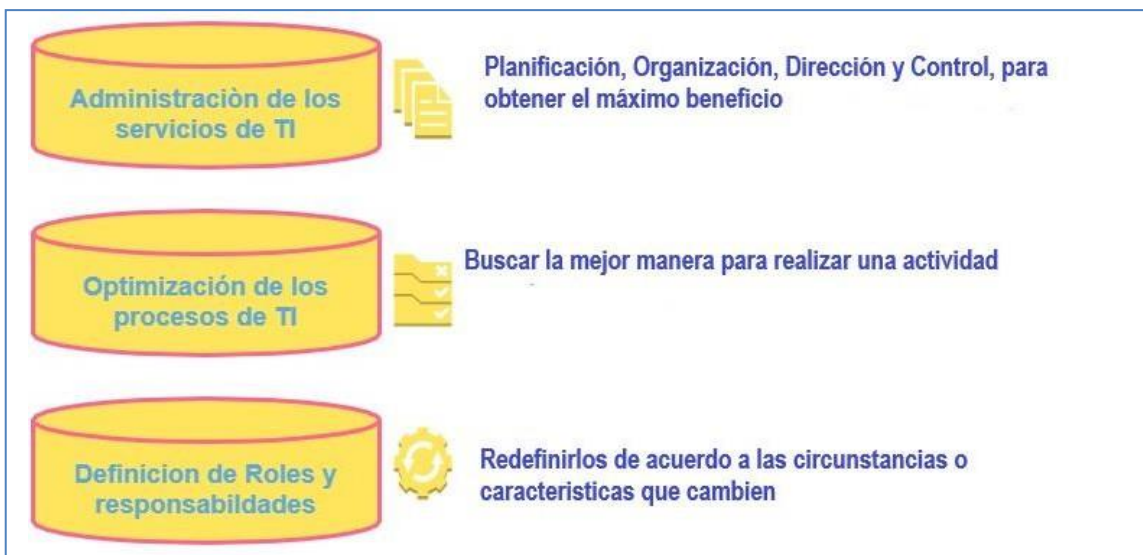 Administraciòn de los
servicios de TI
Planificación, Organización, Dirección y Control, para
obtener el máximo beneficio
Optimización de los
procesos de TI
Buscar la mejor manera para realizar una actividad
Definicion de Roles y
responsabildades
Redefinirlos de acuerdo a las circunstancias o
caracteristicas que cambien